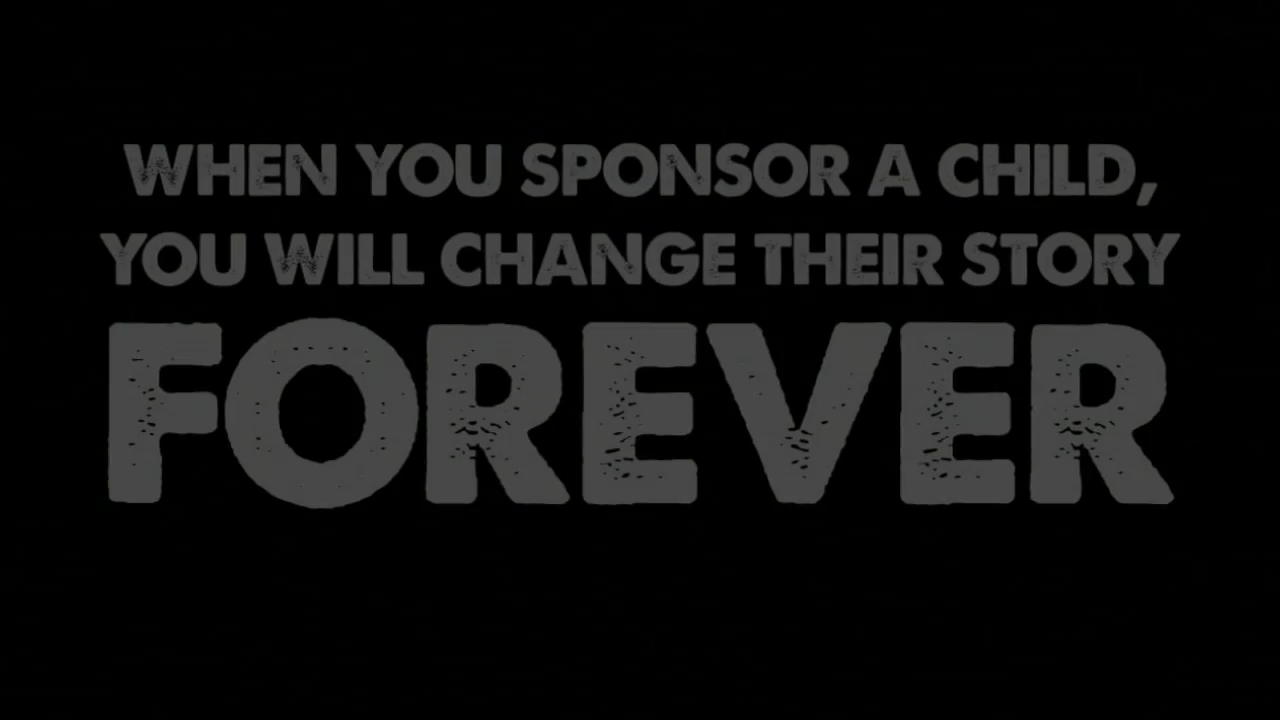 WHEN YOU SPONSOR A CHILD,
YOU WILL CHANGE THEIR STORY
FOREVER